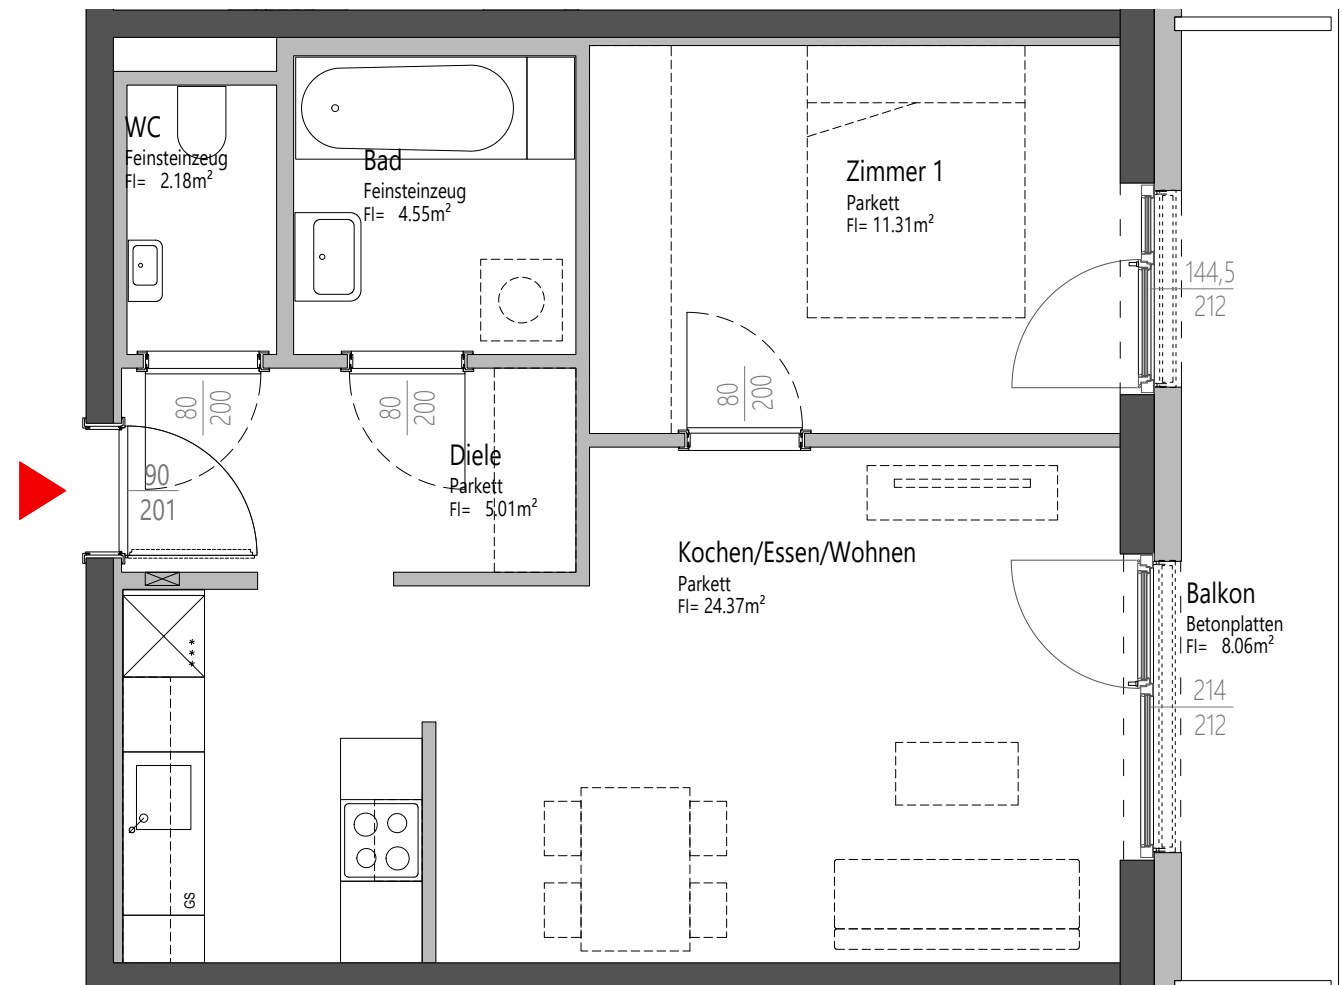 WC
Feinsteinzeug
Fl= 2.18m²
Bad
Feinsteinzeug
Fl= 4.55m²
Zimmer 1
Parkett
Fl= 11.31m²
144,5
212
80
200
80
200
80
200
Diele
Parkett
Fl= 5.01m²
90
201
Kochen/Essen/Wohnen
Parkett
Fl= 24.37m²
Balkon
Betonplatten
Fl= 8.06m²
214
212
***
GS